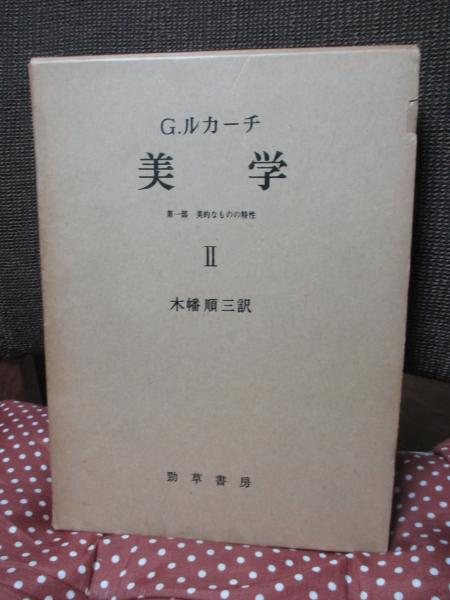 G.ルカーチ
美学
第一部 美的なものの特性
II
木幡順三訳
勁草書房